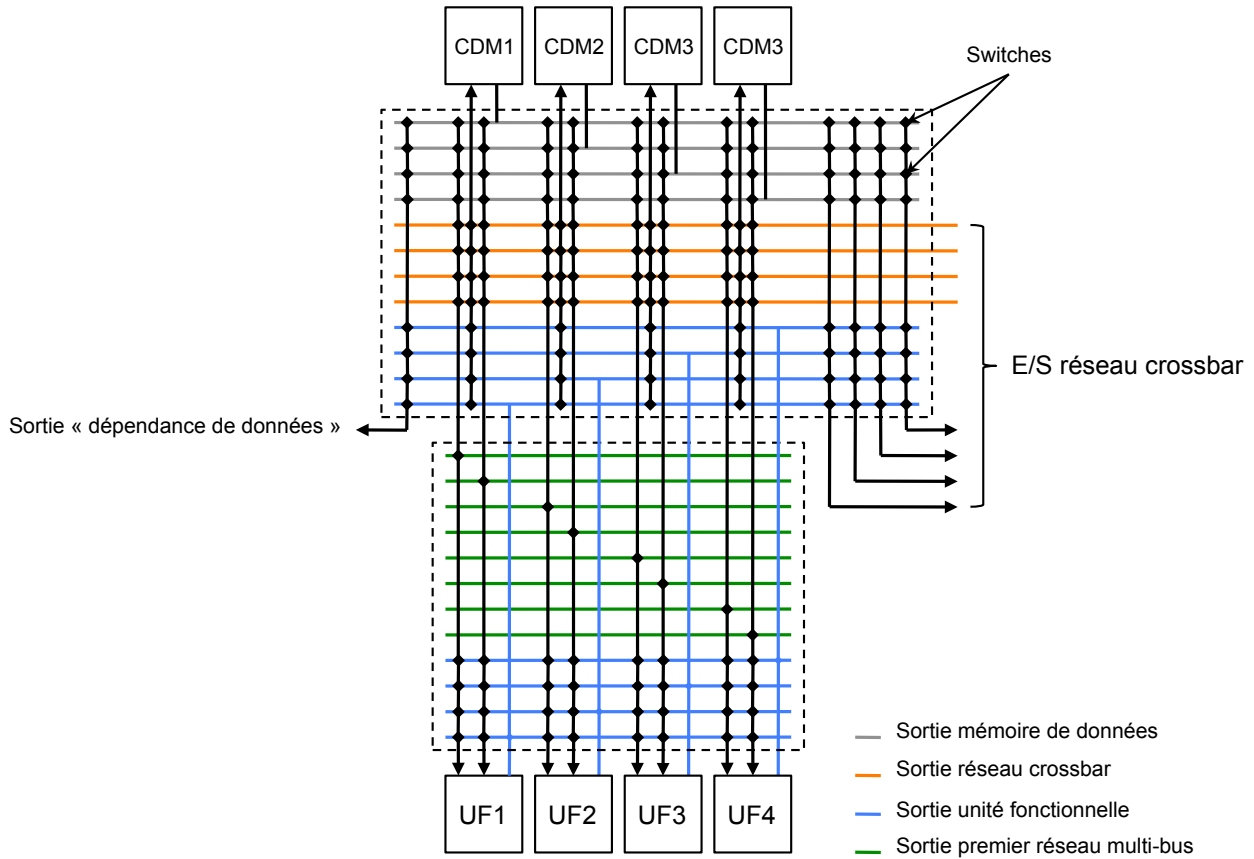 CDM1
CDM2
CDM3
CDM3
Switches
E/S réseau crossbar
Sortie « dépendance de données »
Sortie mémoire de données
Sortie réseau crossbar
Sortie unité fonctionnelle
Sortie premier réseau multi-bus
UF1
UF2
UF3
UF4